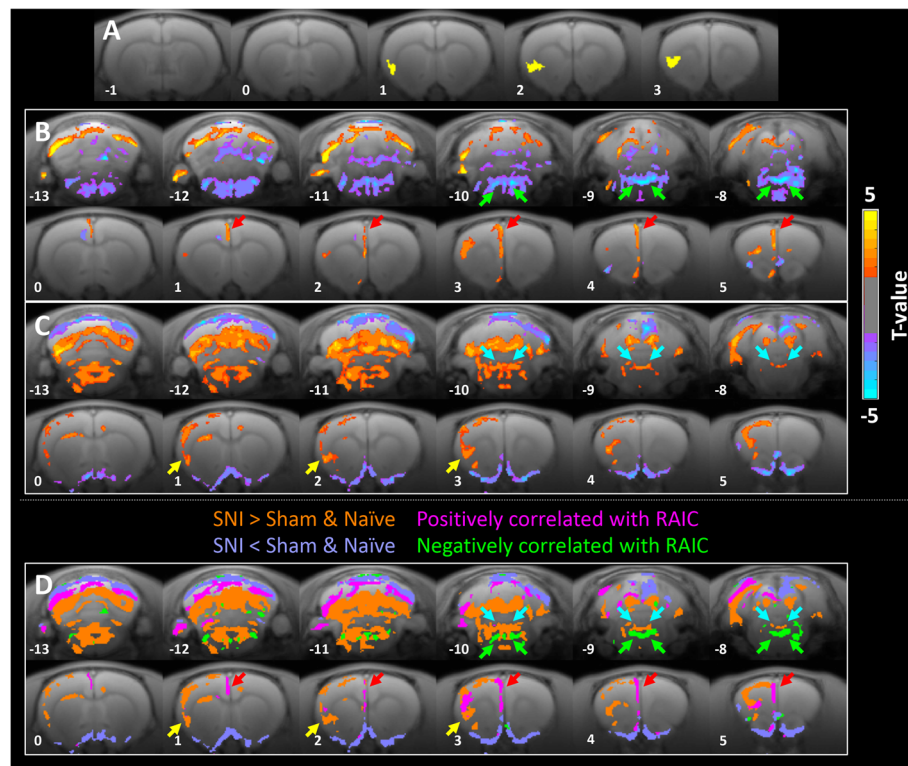 A
-1 0 1 2 3
B
-13 -12 -11 -10 -9 -8
0 1 2 3 4 5
C
-13 -12 -11 -10 -9 -8
0 1 2 3 4 5
5
T-value
-5
SNI > Sham & Naïve Positively correlated with RAIC
SNI < Sham & Naïve Negatively correlated with RAIC
D
-13 -12 -11 -10 -9 -8
0 1 2 3 4 5